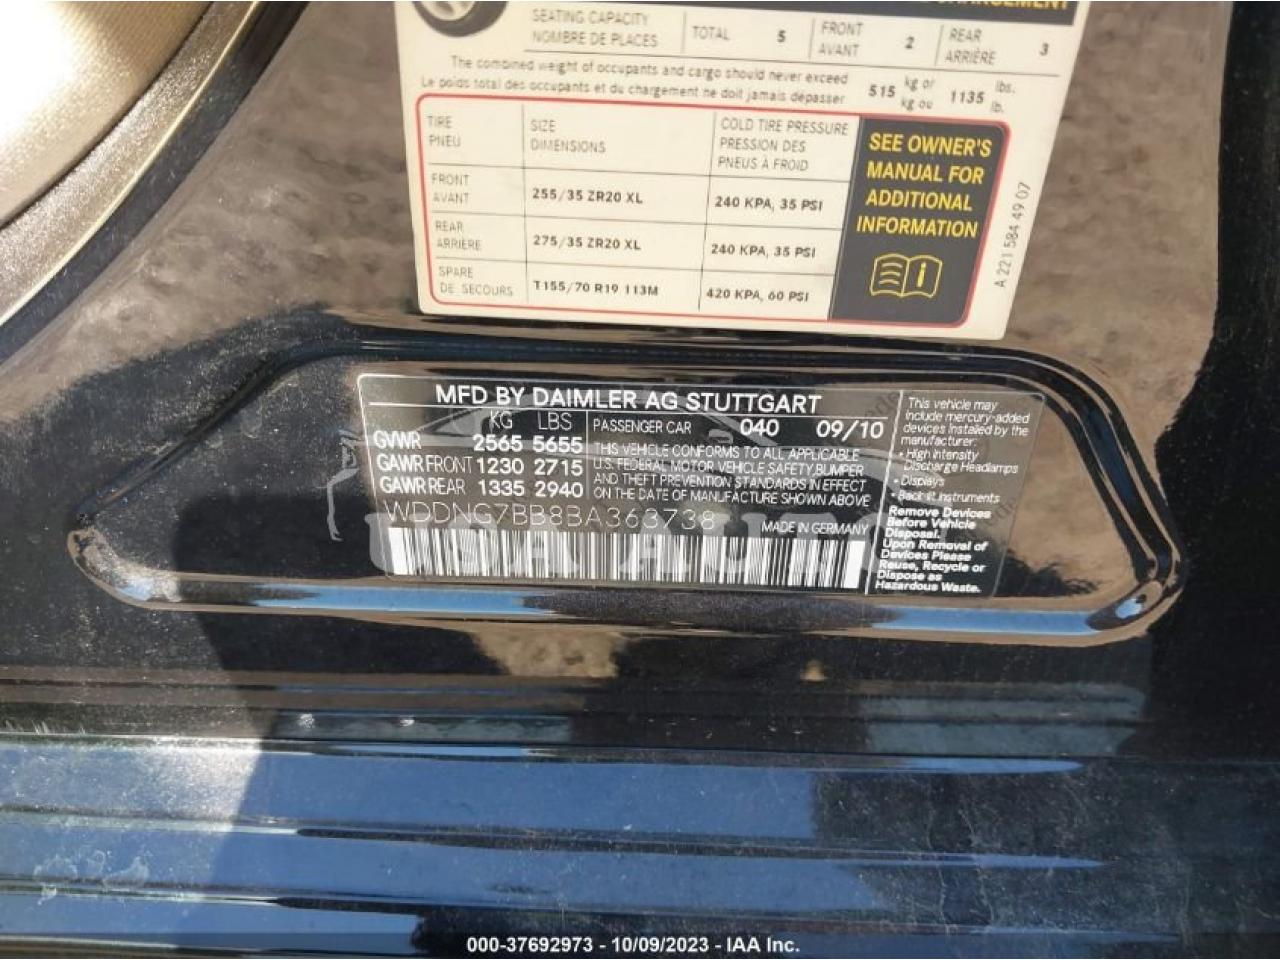 SEATING CAPACITY
NOMBRE DE PLACES
TOTAL 5
FRONT
AVANT
2
REAR
ARRIÈRE
3
The combined weight of occupants and cargo should never exceed
Le poids total des occupants et du chargement ne doit jamais dépasser
515 kg or
kg ou
1135 lbs.
lb.
TIRE
PNEU
SIZE
DIMENSIONS
COLD TIRE PRESSURE
PRESSION DES
PNEUS À FROID
FRONT
AVANT
255/35 ZR20 XL
240 KPA, 35 PSI
REAR
ARRIÈRE
275/35 ZR20 XL
240 KPA, 35 PSI
SPARE
DE SECOURS
T155/70 R19 113M
420 KPA, 60 PSI
SEE OWNER'S
MANUAL FOR
ADDITIONAL
INFORMATION
A 221 584 49 07
MFD BY DAIMLER AG STUTTGART
KG LBS
GVWR 2565 5655
GAWR FRONT 1230 2715
GAWR REAR 1335 2940
PASSENGER CAR 040 09/10
THIS VEHICLE CONFORMS TO ALL APPLICABLE
U.S. FEDERAL MOTOR VEHICLE SAFETY,BUMPER
AND THEFT PREVENTION STANDARDS IN EFFECT
ON THE DATE OF MANUFACTURE SHOWN ABOVE
WDDNG7BB8BA363738 MADE IN GERMANY
This vehicle may
include mercury-added
devices installed by the
manufacturer:
• High Intensity
Discharge Headlamps
• Displays
• Back-lit Instruments
Remove Devices
Before Vehicle
Disposal.
Upon Removal of
Devices Please
Reuse, Recycle or
Dispose as
Hazardous Waste.
000-37692973 - 10/09/2023 - IAA Inc.